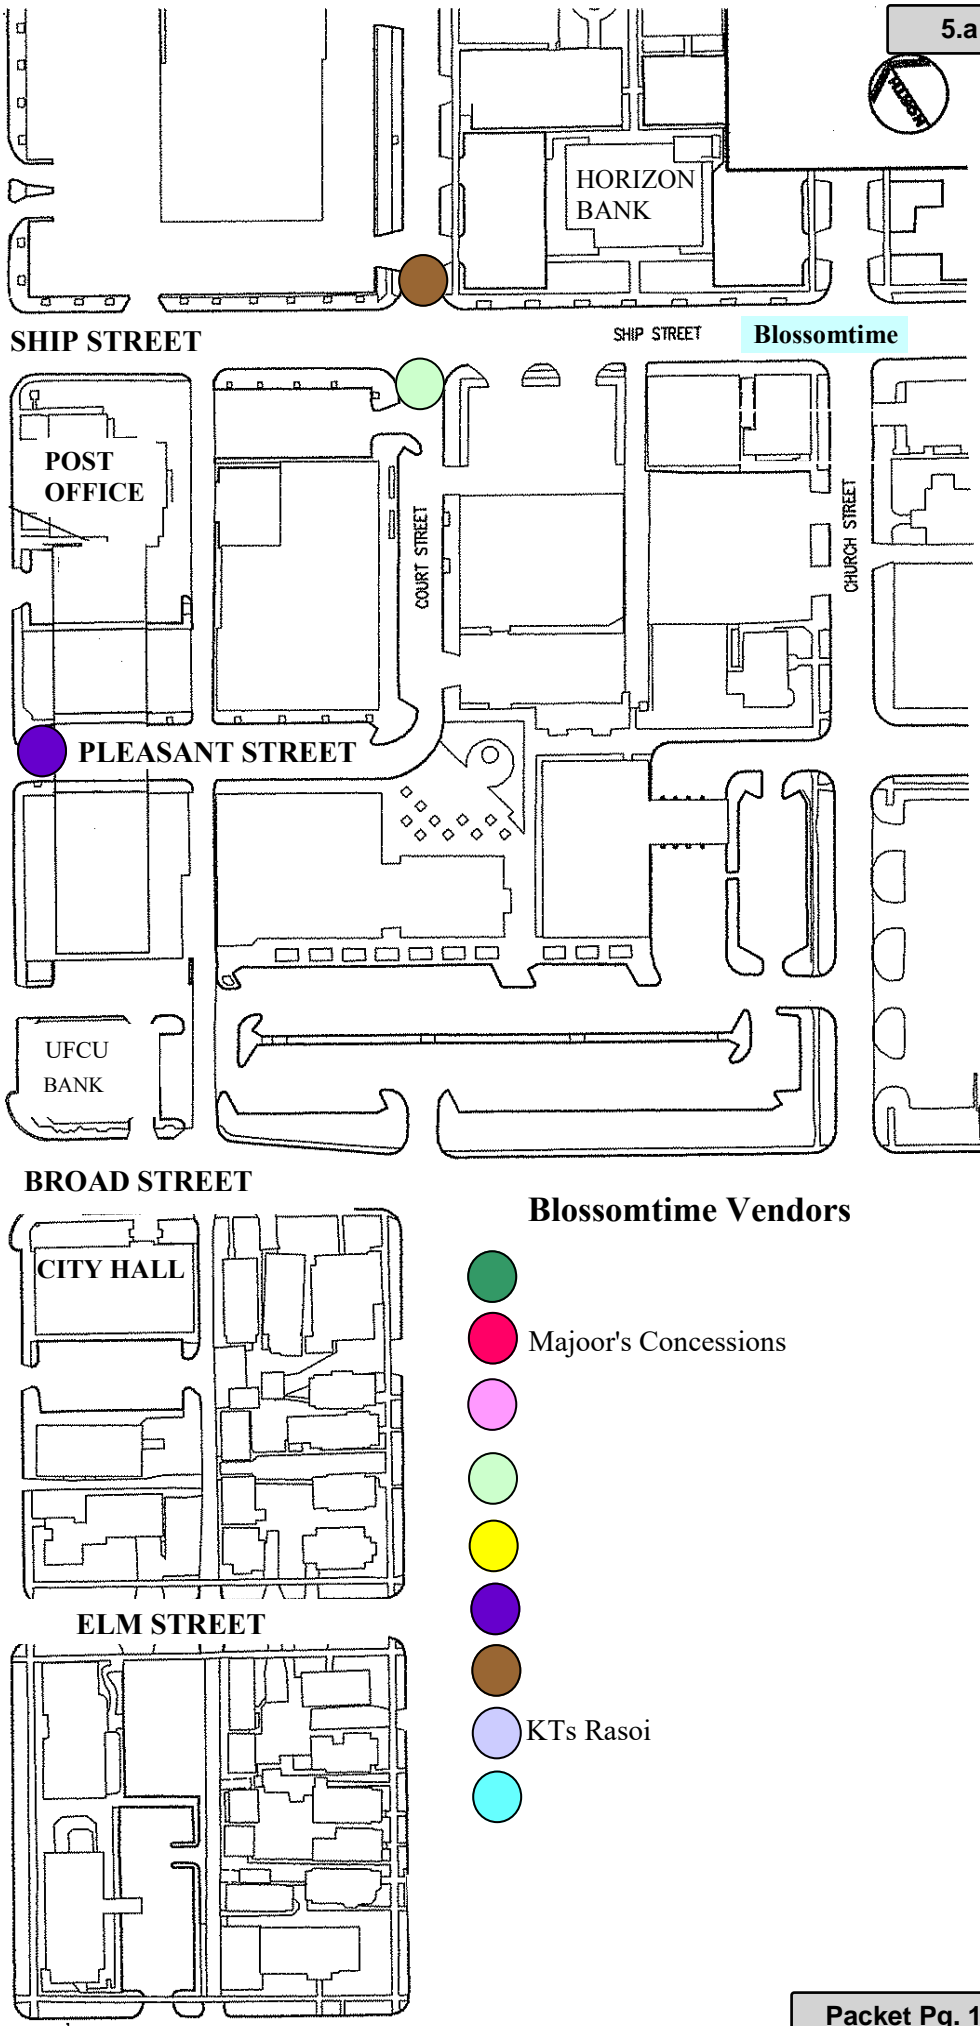 5.a
NORTH
HORIZON
BANK
SHIP STREET
SHIP STREET
Blossomtime
POST
OFFICE
COURT STREET
CHURCH STREET
PLEASANT STREET
UFCU
BANK
BROAD STREET
Blossomtime Vendors
CITY HALL
Majoor's Concessions
ELM STREET
KTs Rasoi
Packet Pg. 1